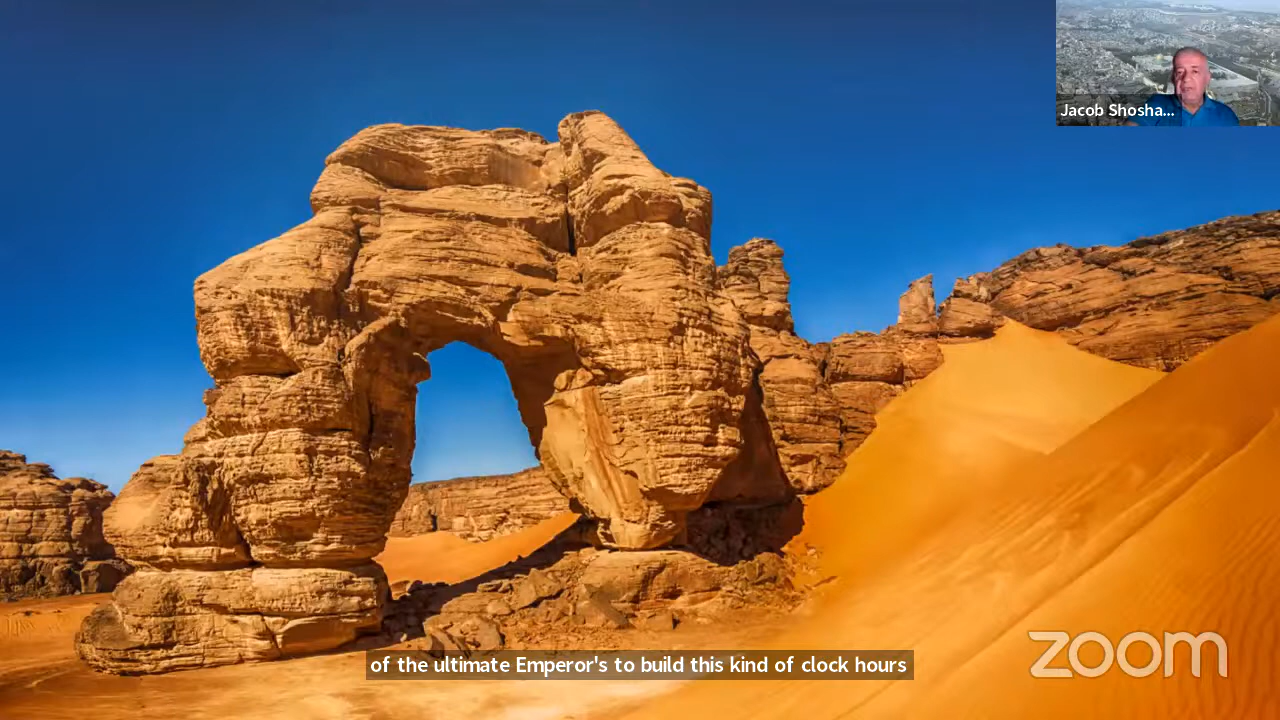 Jacob Shosha...
of the ultimate Emperor's to build this kind of clock hours
zoom